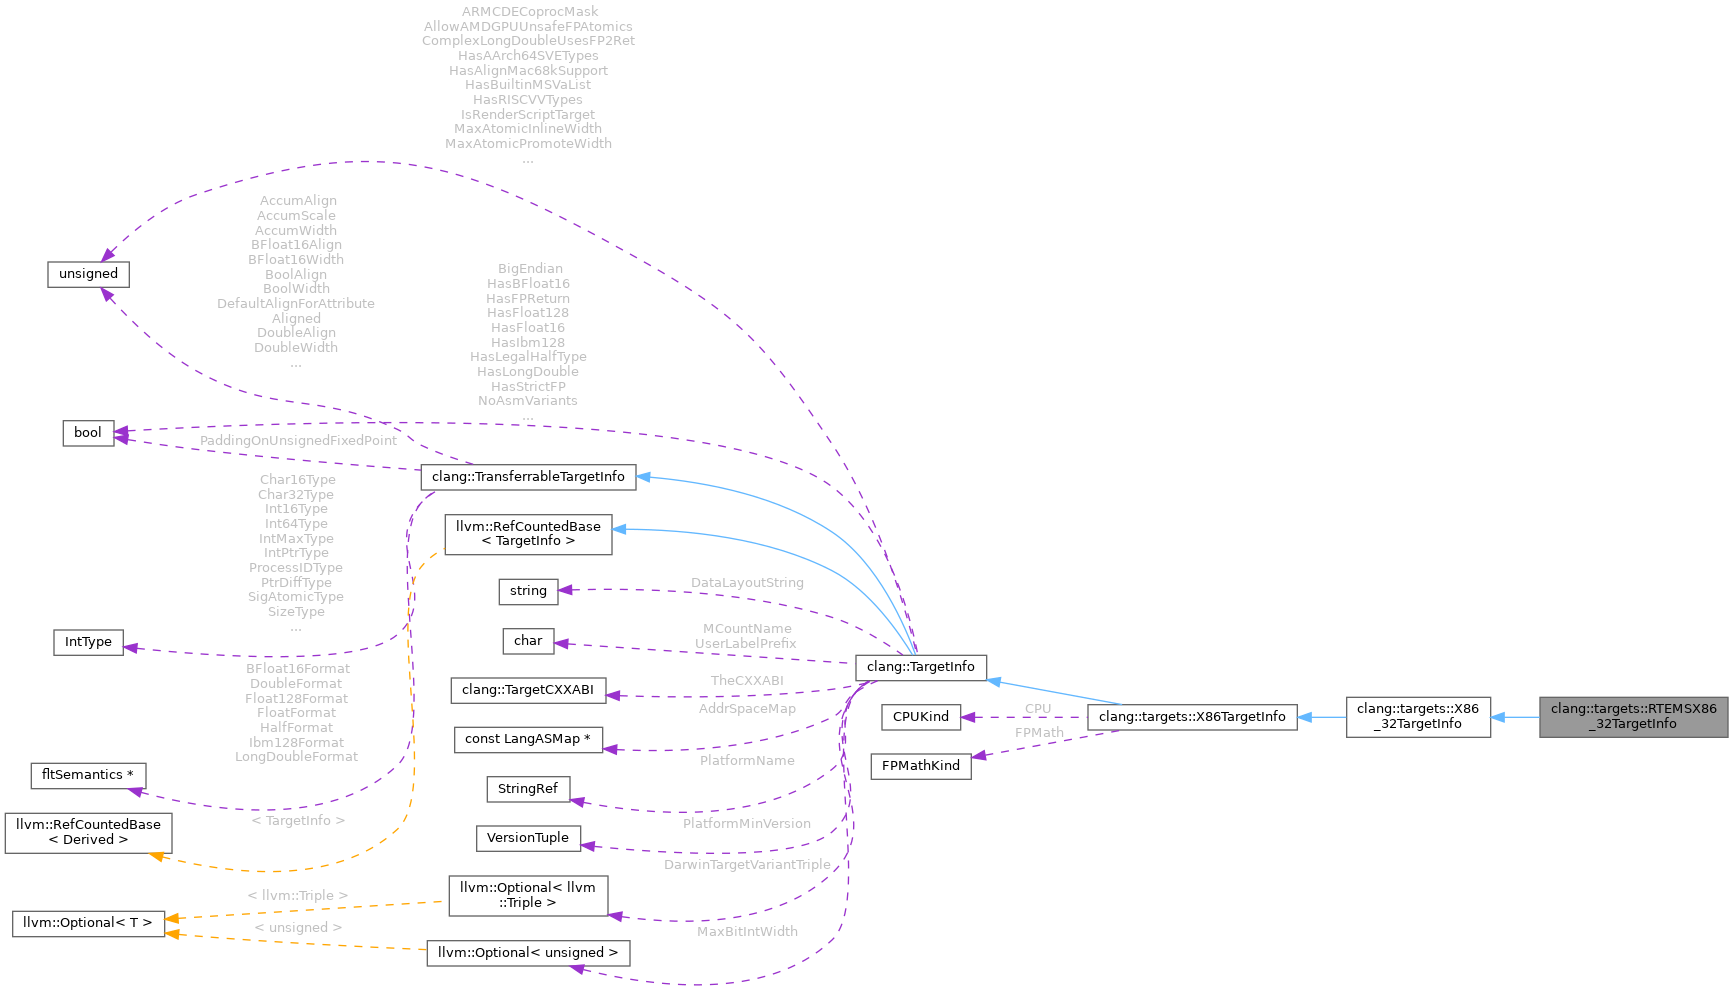 ARMCDECoprocMask
AllowAMDGPUUnsafeFPAtomics
ComplexLongDoubleUsesFP2Ret
HasAArch64SVETypes
HasAlignMac68kSupport
HasBuiltinMSVaList
HasRISCVVTypes
IsRenderScriptTarget
MaxAtomicInlineWidth
MaxAtomicPromoteWidth
...
AccumAlign
AccumScale
AccumWidth
BFloat16Align
BFloat16Width
BoolAlign
BoolWidth
DefaultAlignForAttribute
Aligned
DoubleAlign
DoubleWidth
...
unsigned
BigEndian
HasBFloat16
HasFPReturn
HasFloat128
HasFloat16
HasIbm128
HasLegalHalfType
HasLongDouble
HasStrictFP
NoAsmVariants
...
bool
PaddingOnUnsignedFixedPoint
clang::TransferrableTargetInfo
Char16Type
Char32Type
Int16Type
Int64Type
IntMaxType
IntPtrType
ProcessIDType
PtrDiffType
SigAtomicType
SizeType
...
llvm::RefCountedBase
< TargetInfo >
string
DataLayoutString
char
MCountName
UserLabelPrefix
IntType
clang::TargetInfo
BFloat16Format
DoubleFormat
Float128Format
FloatFormat
HalfFormat
Ibm128Format
LongDoubleFormat
clang::TargetCXXABI
TheCXXABI
AddrSpaceMap
const LangASMap *
CPUKind
CPU
FPMath
clang::targets::X86TargetInfo
clang::targets::X86
_32TargetInfo
clang::targets::RTEMSX86
_32TargetInfo
FPMathKind
PlatformName
fltSemantics *
StringRef
< TargetInfo >
llvm::RefCountedBase
< Derived >
PlatformMinVersion
VersionTuple
DarwinTargetVariantTriple
< llvm::Triple >
llvm::Optional< llvm
::Triple >
llvm::Optional< T >
< unsigned >
MaxBitIntWidth
llvm::Optional< unsigned >